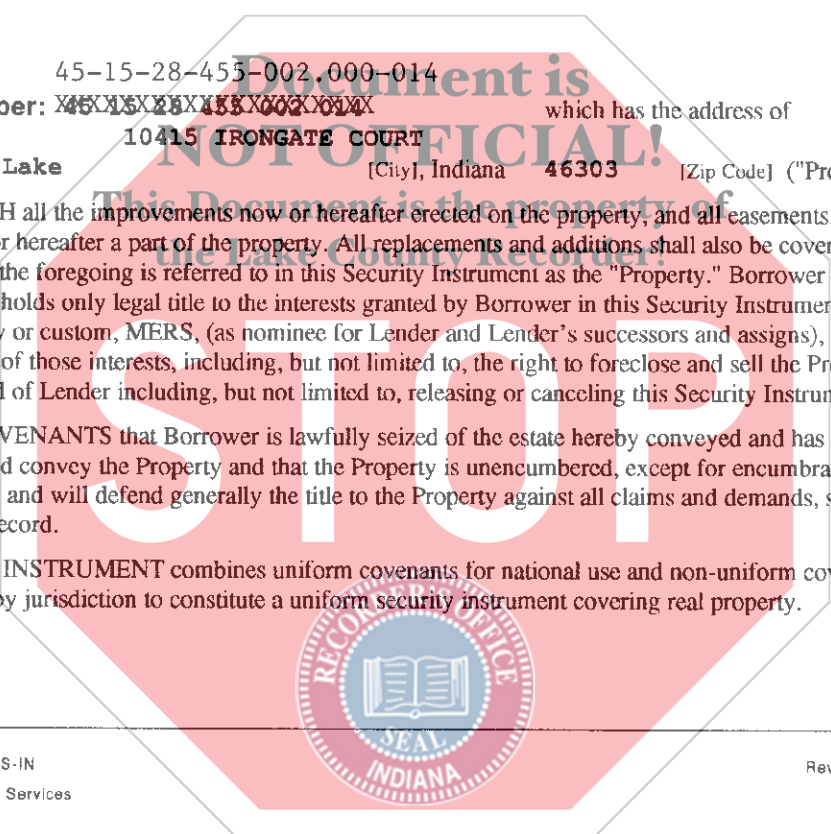 45-15-28-455-002.000-014
Document is
ber: 45 15 28 455 002 014 which has the address of
10415 IRONGATE COURT
NOT OFFICIAL!
Lake [City], Indiana 46303 [Zip Code] ("Pro
This Document is the property of
H all the improvements now or hereafter erected on the property, and all easements
r hereafter a part of the property. All replacements and additions shall also be cover
the Lake County Recorder!
the foregoing is referred to in this Security Instrument as the "Property." Borrower
holds only legal title to the interests granted by Borrower in this Security Instrumen
y or custom, MERS, (as nominee for Lender and Lender's successors and assigns),
of those interests, including, but not limited to, the right to foreclose and sell the Pro
d of Lender including, but not limited to, releasing or canceling this Security Instrum
STOP
VENANTS that Borrower is lawfully seized of the estate hereby conveyed and has
d convey the Property and that the Property is unencumbered, except for encumbra
and will defend generally the title to the Property against all claims and demands, s
ecord.
INSTRUMENT combines uniform covenants for national use and non-uniform cov
by jurisdiction to constitute a uniform security instrument covering real property.
RECORDER'S OFFICE
SEAL
INDIANA
S-IN Rev
Services